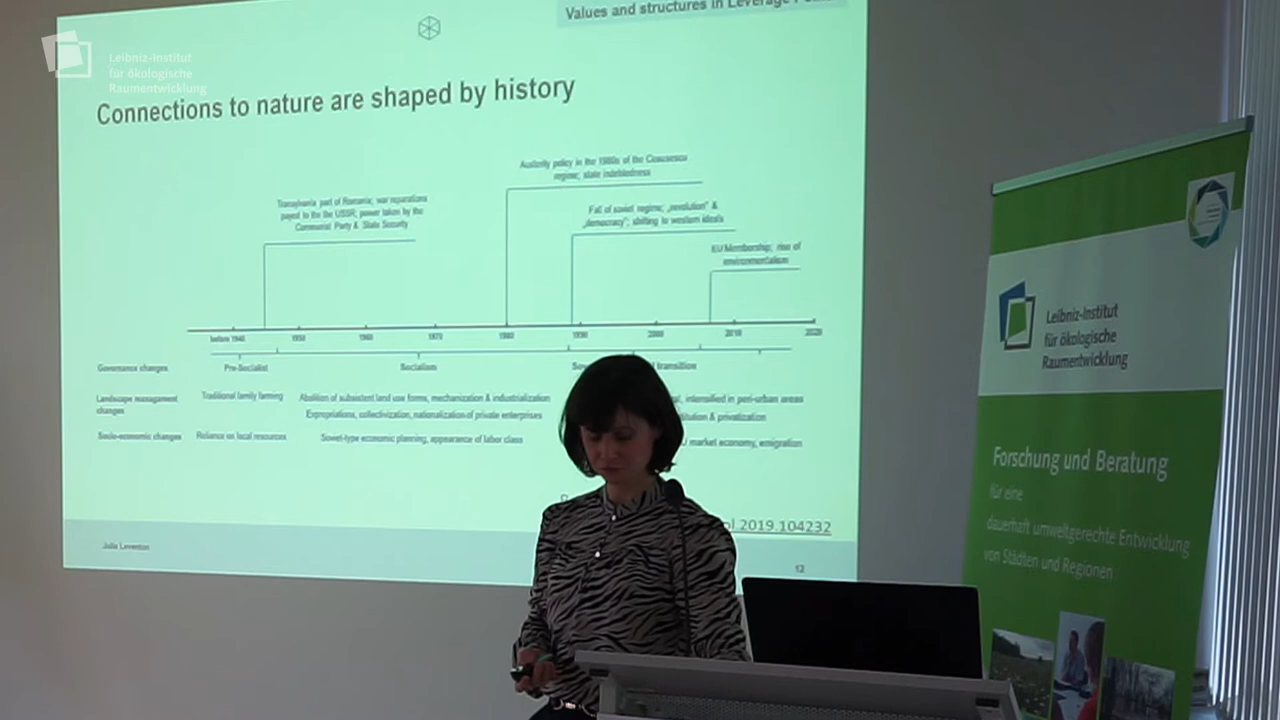 Leibniz-Institut
für ökologische
Raumentwicklung
Values and structures in Leverage
Connections to nature are shaped by history
Austerity policy in the 1980s of the Ceausescu
regime; state indebtedness
Transylvania part of Romania; war reparations
payed to the the USSR; power taken by the
Communist Party & State Security
Fall of soviet regime; „revolution" &
„democracy"; shifting to western ideals
EU Membership; rise of
environmentalism
before 1940
1950
1960
1970
1980
1990
2000
2010
2020
Governance changes
Pre-Socialist
Socialism
transition
Landscape management
changes
Traditional family farming
Abolition of subsistent land use forms, mechanization & industrialization
intensified in peri-urban areas
Expropriations, collectivization, nationalization of private enterprises
& privatization
Socio-economic changes
Reliance on local resources
Soviet-type economic planning, appearance of labor class
market economy, emigration
ol.2019.104232
Julia Leventon
12
Leibniz-Institut
für ökologische
Raumentwicklung
Forschung und Beratung
für eine
dauerhaft umweltgerechte Entwicklung
von Städten und Regionen